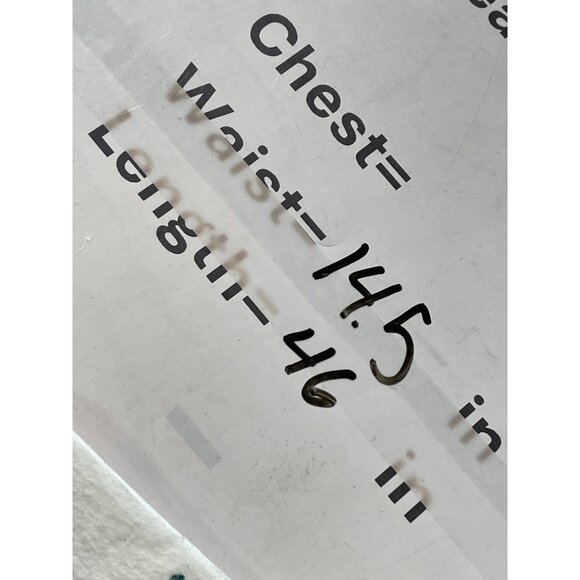 Chest=
Waist= 14.5 in
Length= 46 in